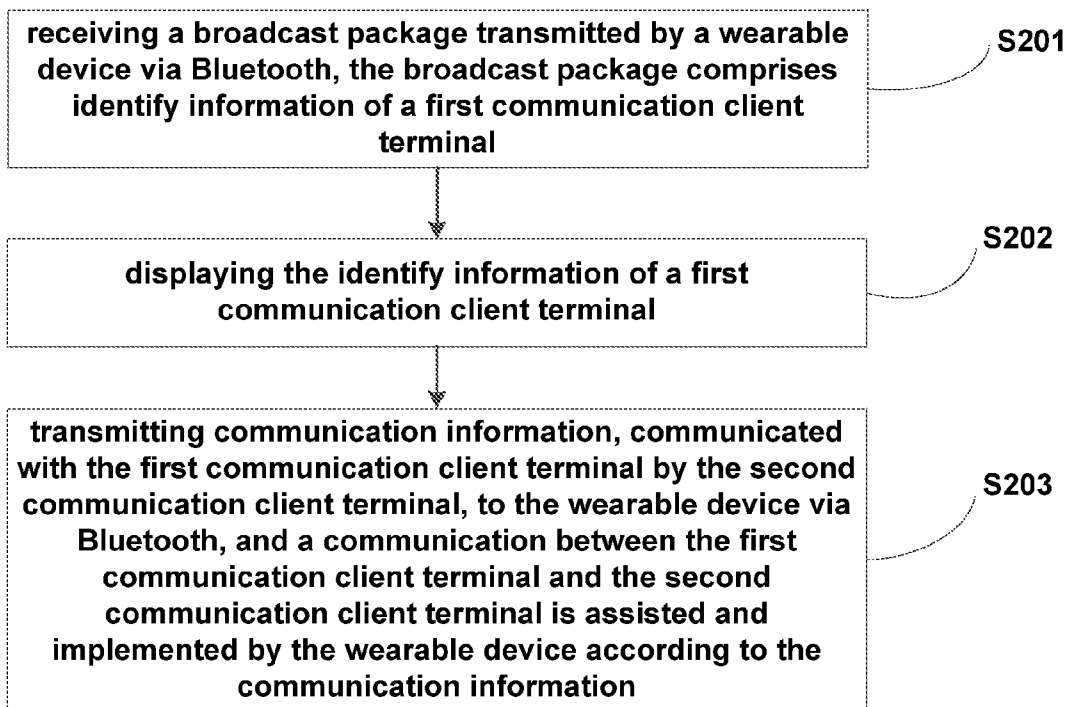 receiving a broadcast package transmitted by a wearable
device via Bluetooth, the broadcast package comprises
identify information of a first communication client
terminal
S201
displaying the identify information of a first
communication client terminal
S202
transmitting communication information, communicated
with the first communication client terminal by the second
communication client terminal, to the wearable device via
Bluetooth, and a communication between the first
communication client terminal and the second
communication client terminal is assisted and
implemented by the wearable device according to the
communication information
S203